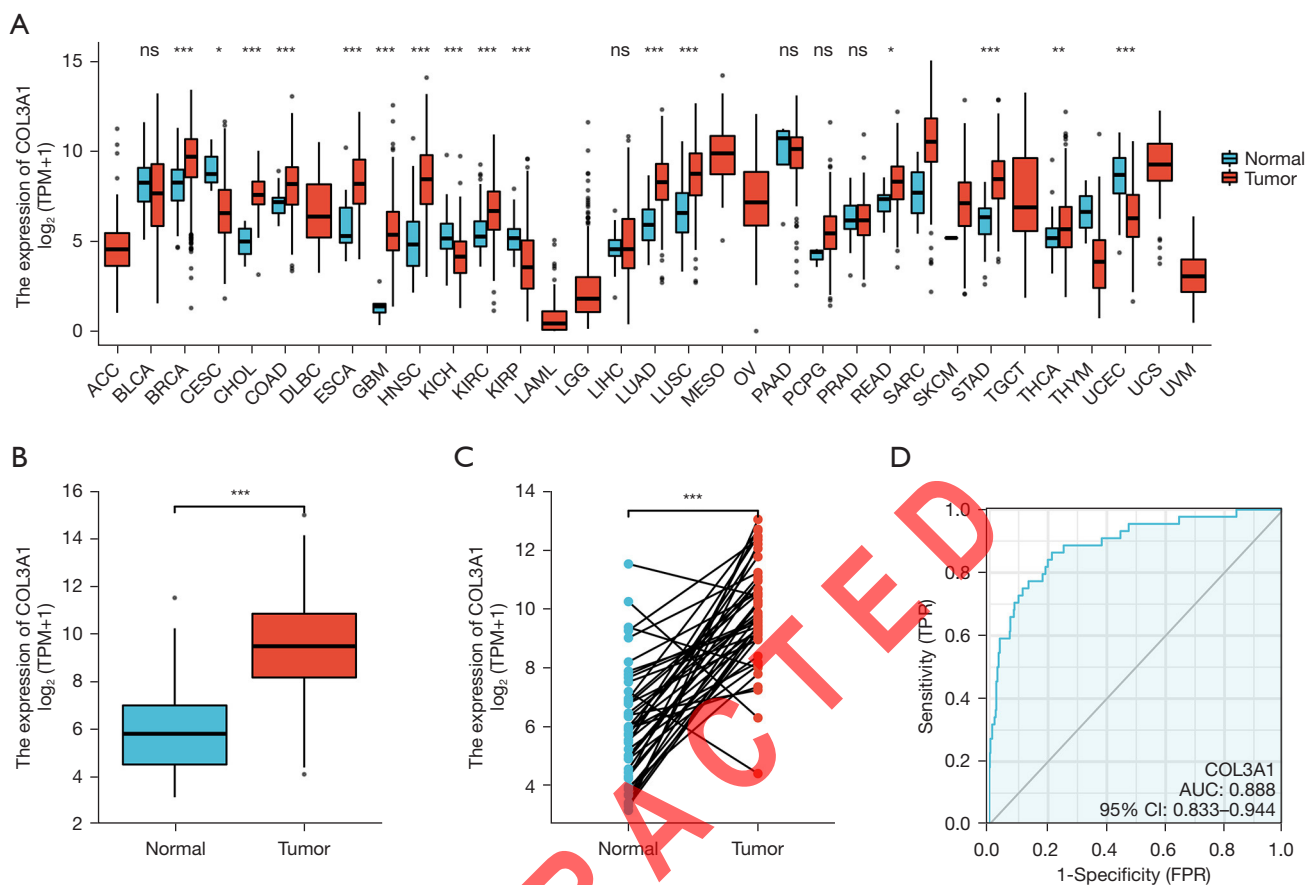 A
The expression of COL3A1
log₂ (TPM+1)
15
10
5
0
ns *** * *** *** *** *** *** *** *** *** ns *** *** ns ns ns * *** ** ***
Normal
Tumor
ACC BLCA BRCA CESC CHOL COAD DLBC ESCA GBM HNSC KICH KIRC KIRP LAML LGG LIHC LUAD LUSC MESO OV PAAD PCPG PRAD READ SARC SKCM STAD TGCT THCA THYM UCEC UCS UVM
B
The expression of COL3A1
log₂ (TPM+1)
16
14
12
10
8
6
4
2
***
Normal Tumor
C
The expression of COL3A1
log₂ (TPM+1)
14
12
10
8
6
4
***
Normal Tumor
D
Sensitivity (TPR)
1.0
0.8
0.6
0.4
0.2
0.0
COL3A1
AUC: 0.888
95% CI: 0.833–0.944
0.0 0.2 0.4 0.6 0.8 1.0
1-Specificity (FPR)
RACTED